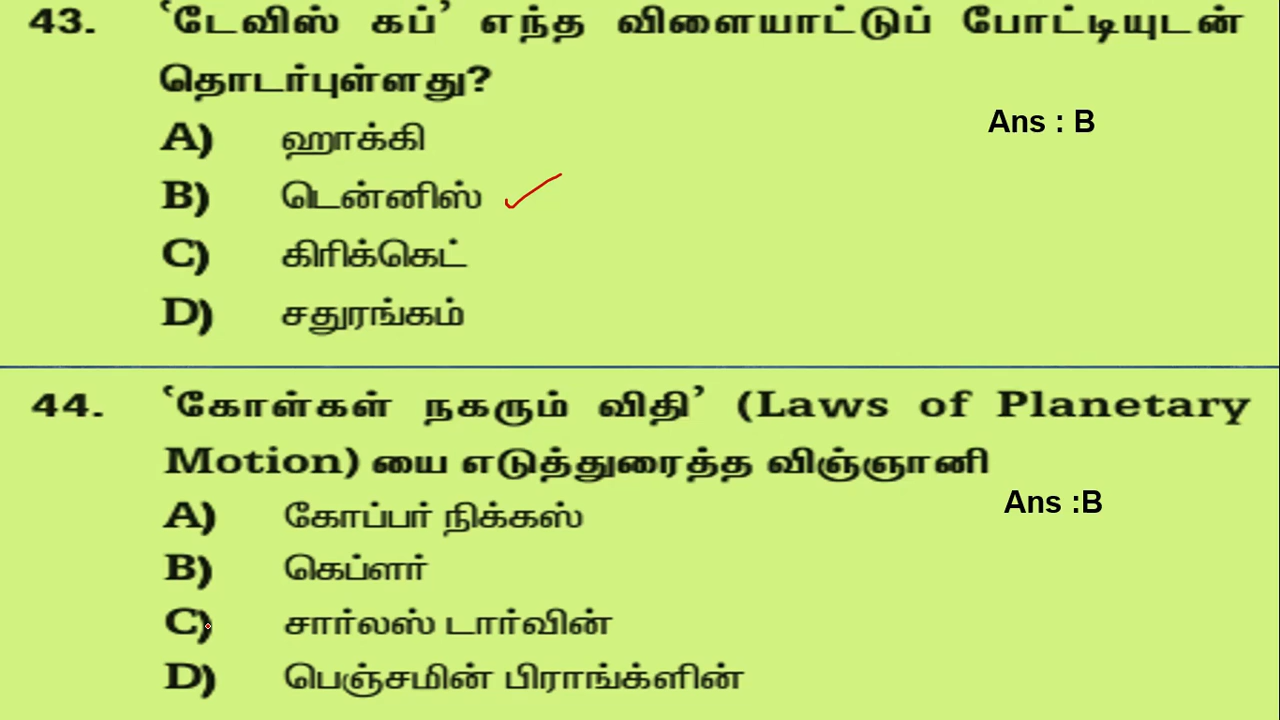 43. ‘டேவிஸ் கப்’ எந்த விளையாட்டுப் போட்டியுடன்
தொடர்புள்ளது?
Ans : B
A) ஹாக்கி
B) டென்னிஸ்
C) கிரிக்கெட்
D) சதுரங்கம்
44. ‘கோள்கள் நகரும் விதி’ (Laws of Planetary
Motion) யை எடுத்துரைத்த விஞ்ஞானி
Ans :B
A) கோப்பர் நிக்கஸ்
B) கெப்ளர்
C) சார்லஸ் டார்வின்
D) பெஞ்சமின் பிராங்க்ளின்